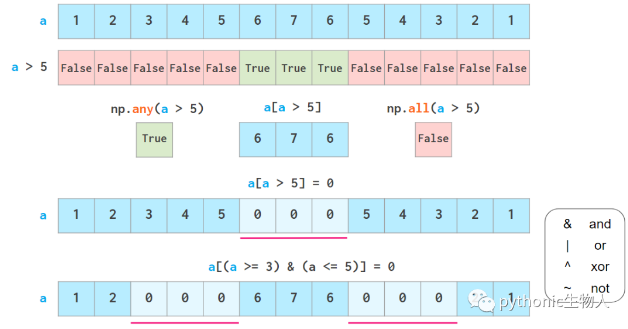 a 1 2 3 4 5 6 7 6 5 4 3 2 1
a > 5 False False False False False True True True False False False False False
np.any(a > 5) a[a > 5] np.all(a > 5)
True 6 7 6 False
a[a > 5] = 0
a 1 2 3 4 5 0 0 0 5 4 3 2 1
a[(a >= 3) & (a <= 5)] = 0
a 1 2 0 0 0 6 7 6 0 0 0 1
& and
| or
^ xor
~ not
pythonic生物人